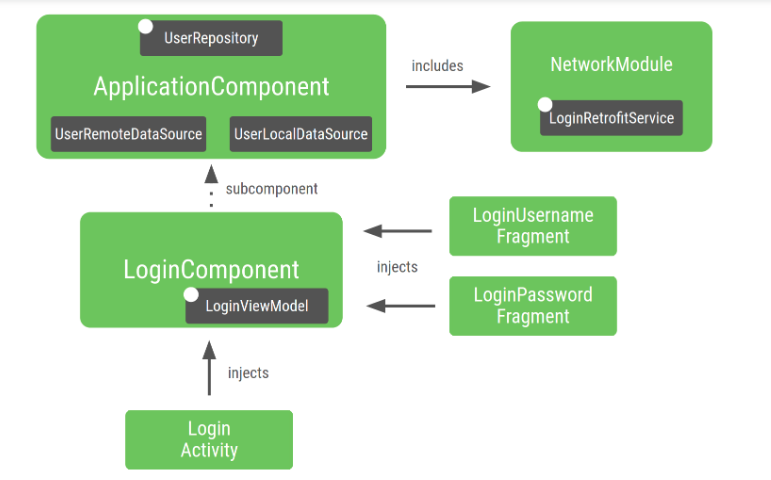 UserRepository
ApplicationComponent
UserRemoteDataSource
UserLocalDataSource
includes
NetworkModule
LoginRetrofitService
subcomponent
LoginComponent
LoginViewModel
LoginUsername
Fragment
injects
LoginPassword
Fragment
injects
Login
Activity